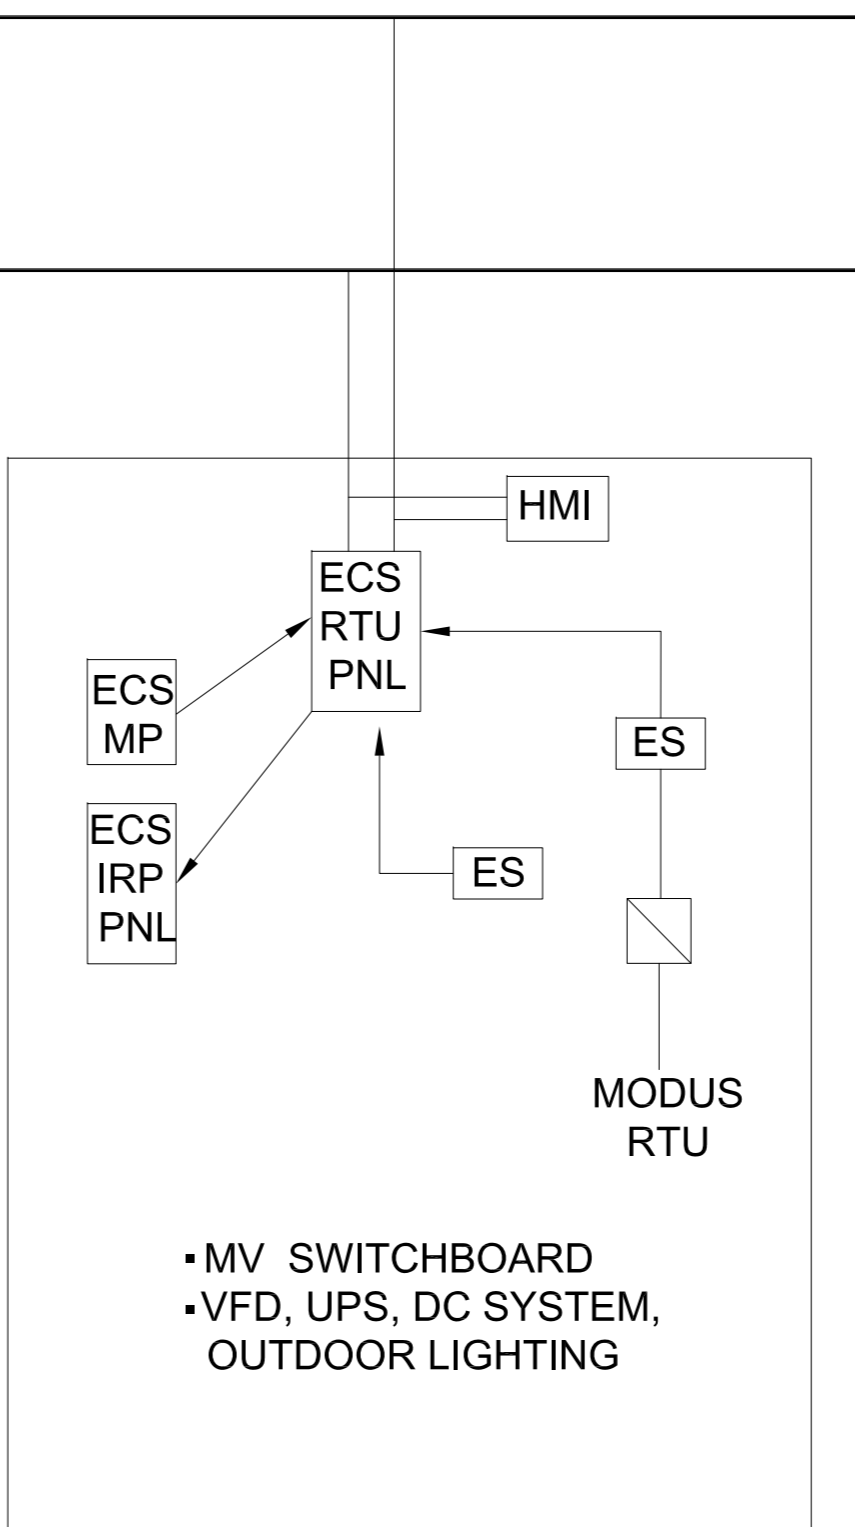 HMI
ECS
RTU
PNL
ECS
MP
ES
ECS
IRP
PNL
ES
MODUS
RTU
▪MV SWITCHBOARD
▪VFD, UPS, DC SYSTEM,
OUTDOOR LIGHTING